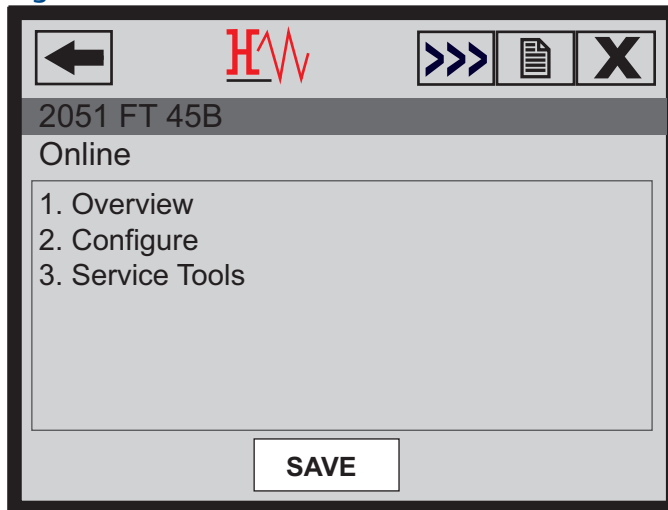 >>> X
2051 FT 45B
Online
1. Overview
2. Configure
3. Service Tools
SAVE